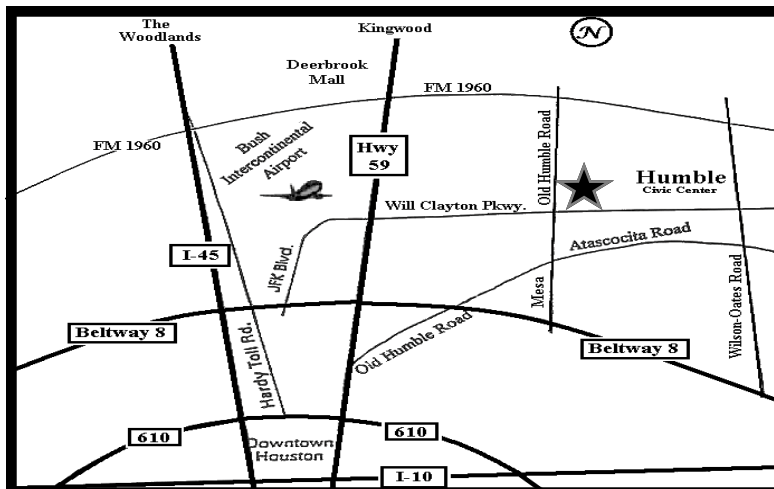 The
Woodlands
Kingwood
N
Deerbrook
Mall
FM 1960
FM 1960
Bush
Intercontinental
Airport
Hwy
59
Old Humble Road
Humble
Civic Center
Will Clayton Pkwy.
Atascocita Road
I-45
JFK Blvd.
Mesa
Wilson-Oates Road
Beltway 8
Hardy Toll Rd.
Old Humble Road
Beltway 8
610
610
Downtown
Houston
I-10